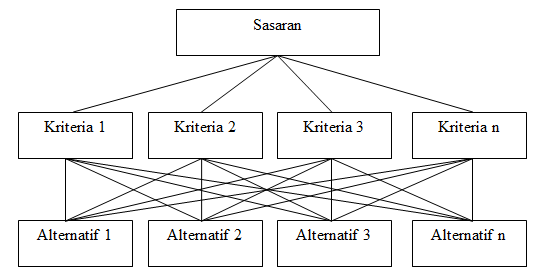 Sasaran
Kriteria 1
Kriteria 2
Kriteria 3
Kriteria n
Alternatif 1
Alternatif 2
Alternatif 3
Alternatif n